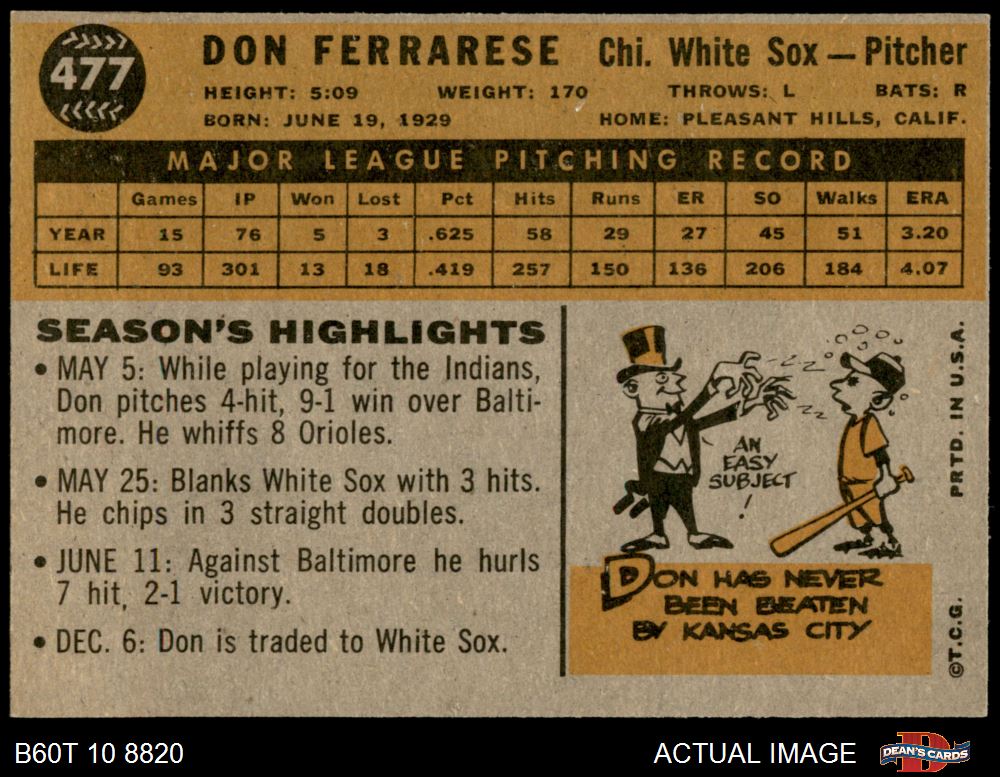 477
DON FERRARESE Chi. White Sox — Pitcher
HEIGHT: 5:09 WEIGHT: 170 THROWS: L BATS: R
BORN: JUNE 19, 1929 HOME: PLEASANT HILLS, CALIF.
MAJOR LEAGUE PITCHING RECORD
Games IP Won Lost Pct Hits Runs ER SO Walks ERA
YEAR 15 76 5 3 .625 58 29 27 45 51 3.20
LIFE 93 301 13 18 .419 257 150 136 206 184 4.07
SEASON'S HIGHLIGHTS
• MAY 5: While playing for the Indians,
Don pitches 4-hit, 9-1 win over Balti-
more. He whiffs 8 Orioles.
• MAY 25: Blanks White Sox with 3 hits.
He chips in 3 straight doubles.
• JUNE 11: Against Baltimore he hurls
7 hit, 2-1 victory.
• DEC. 6: Don is traded to White Sox.
AN
EASY
SUBJECT
!
DON HAS NEVER
BEEN BEATEN
BY KANSAS CITY
©T.C.G. PRTD. IN U.S.A.
B60T 10 8820 ACTUAL IMAGE DEAN'S CARDS